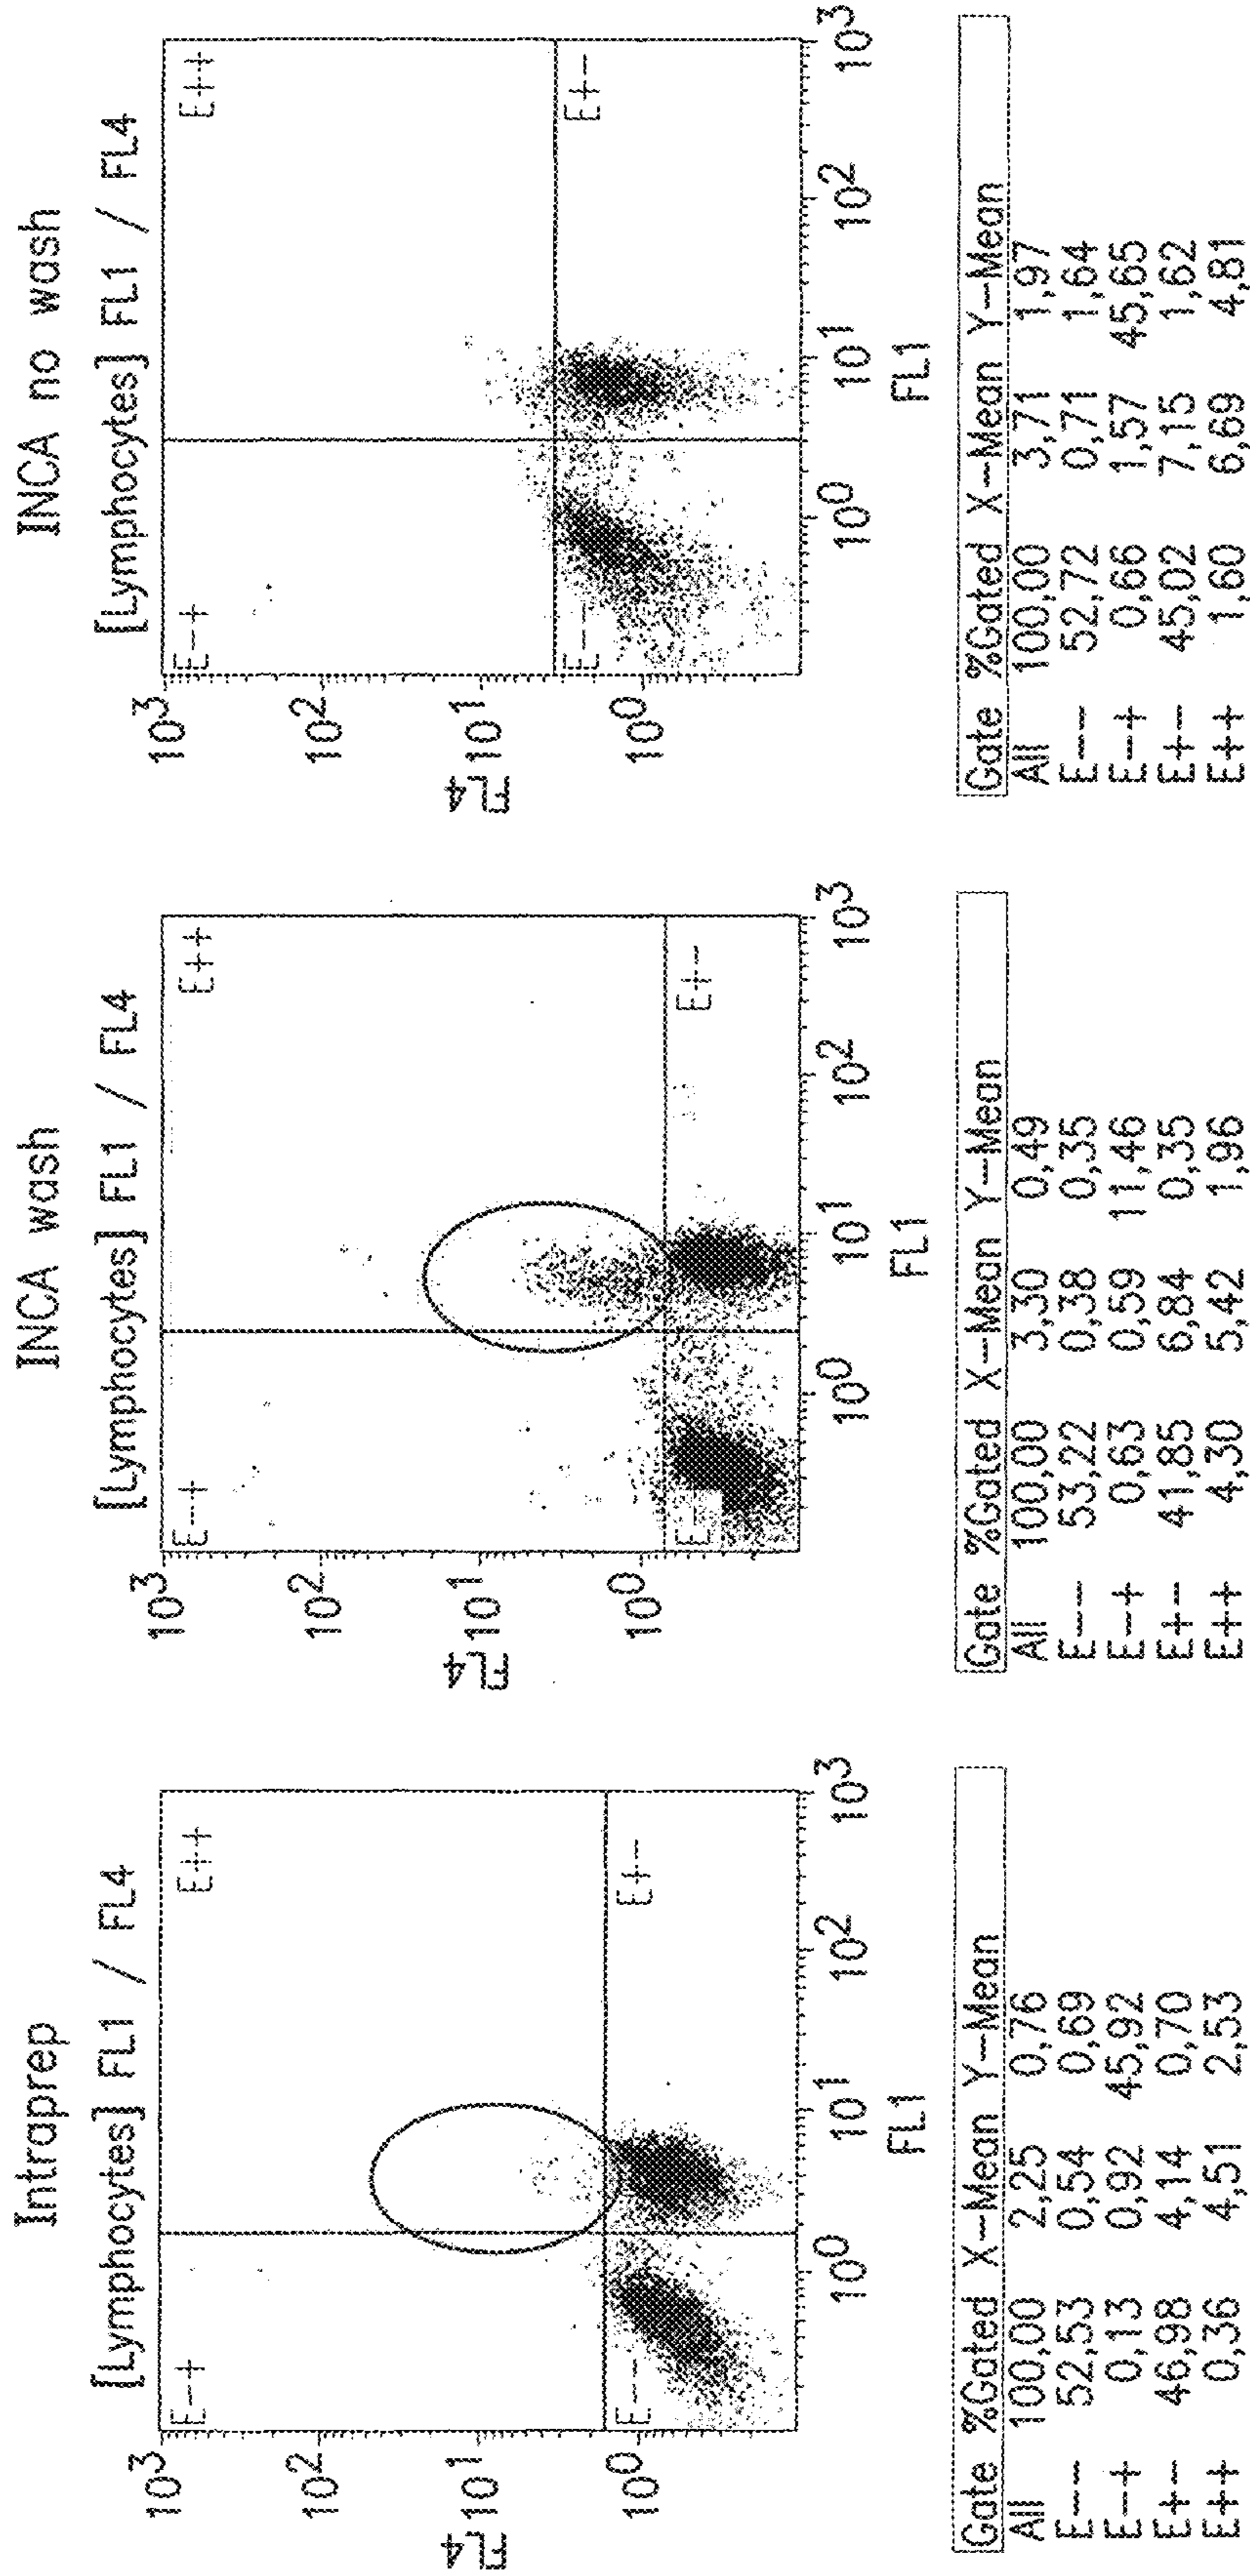 Intraprep
[Lymphocytes] FL1 / FL4
10³
10²
10¹
10⁰
FL4
E-+
E++
E--
E+-
10⁰
10¹
10²
10³
FL1
Gate %Gated X-Mean Y-Mean
All 100,00 2,25 0,76
E-- 52,53 0,54 0,69
E-+ 0,13 0,92 45,92
E+- 46,98 4,14 0,70
E++ 0,36 4,51 2,53
INCA wash
[Lymphocytes] FL1 / FL4
10³
10²
10¹
10⁰
FL4
E-+
E++
E-
E+-
10⁰
10¹
10²
10³
FL1
Gate %Gated X-Mean Y-Mean
All 100,00 3,30 0,49
E-- 53,22 0,38 0,35
E-+ 0,63 0,59 11,46
E+- 41,85 6,84 0,35
E++ 4,30 5,42 1,96
INCA no wash
[Lymphocytes] FL1 / FL4
10³
10²
10¹
10⁰
FL4
E-+
E++
E--
E+-
10⁰
10¹
10²
10³
FL1
Gate %Gated X-Mean Y-Mean
All 100,00 3,71 1,97
E-- 52,72 0,71 1,64
E-+ 0,66 1,57 45,65
E+- 45,02 7,15 1,62
E++ 1,60 6,69 4,81